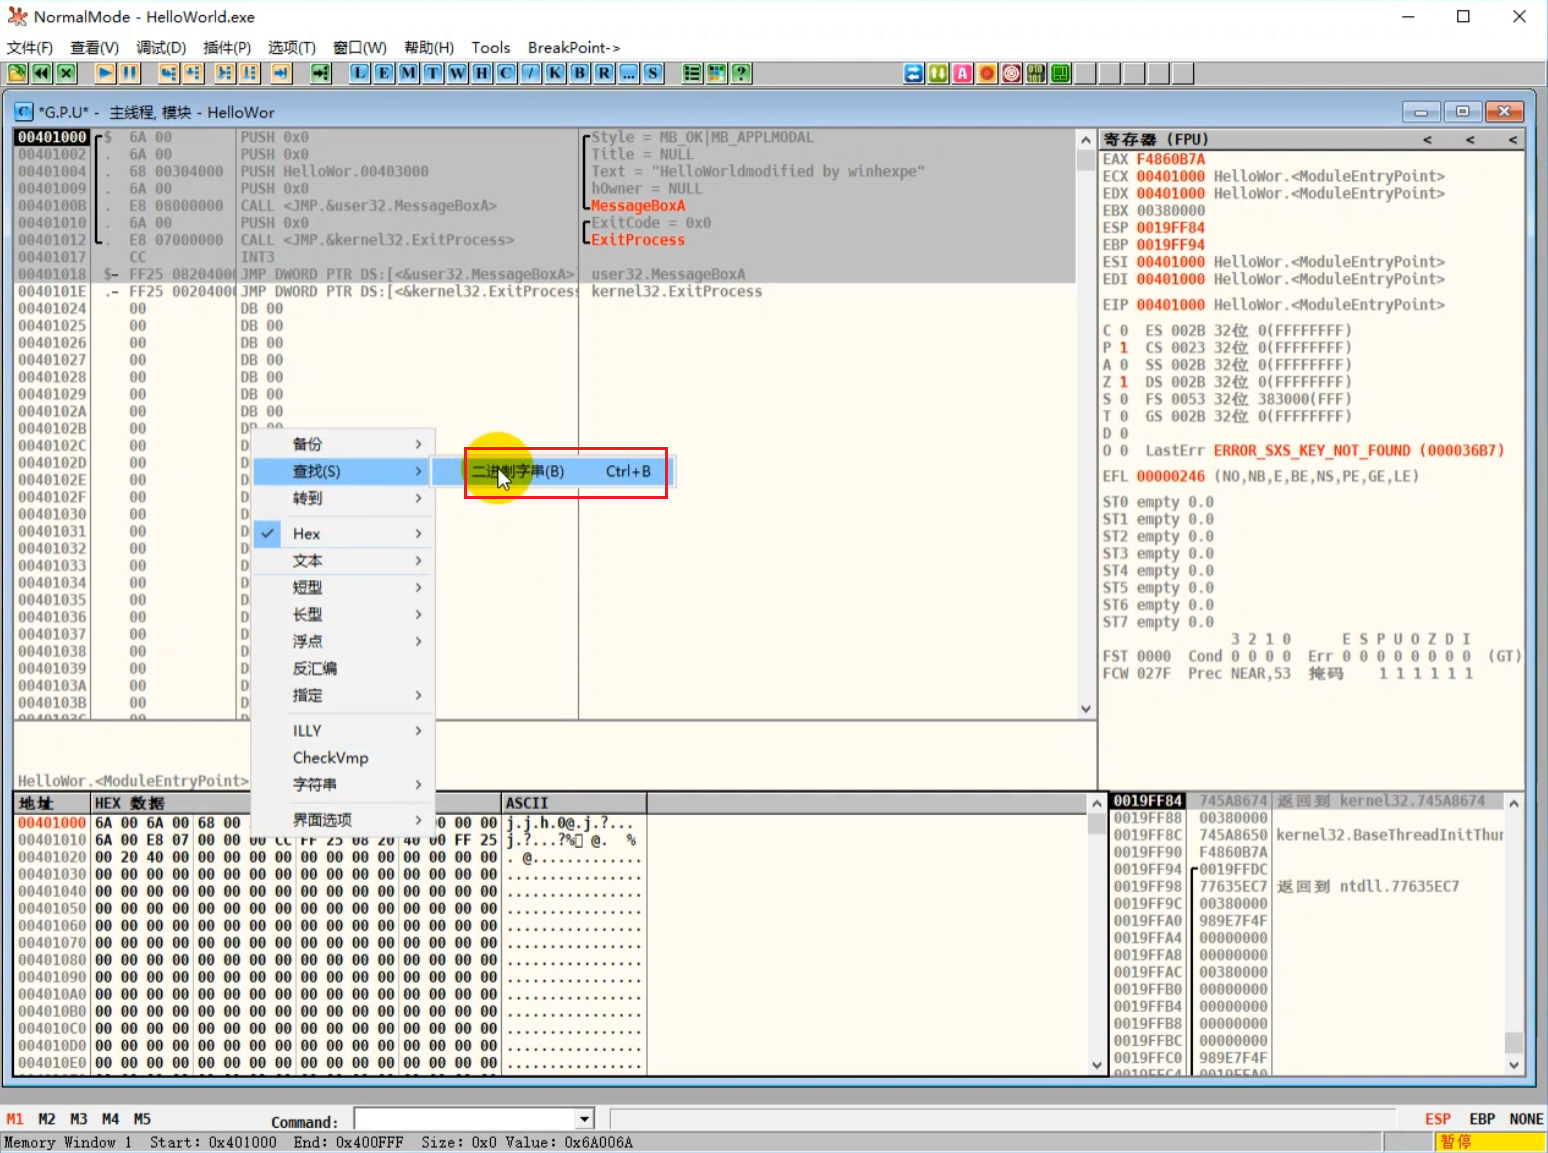 NormalMode - HelloWorld.exe
文件(F) 查看(V) 调试(D) 插件(P) 选项(T) 窗口(W) 帮助(H) Tools BreakPoint->
L E M T W H C / K B R ... S ? A
C *G.P.U* - 主线程, 模块 - HelloWor
00401000 $ 6A 00 PUSH 0x0 Style = MB_OK|MB_APPLMODAL
00401002 . 6A 00 PUSH 0x0 Title = NULL
00401004 . 68 00304000 PUSH HelloWor.00403000 Text = "HelloWorldmodified by winhexpe"
00401009 . 6A 00 PUSH 0x0 hOwner = NULL
0040100B . E8 08000000 CALL <JMP.&user32.MessageBoxA> MessageBoxA
00401010 . 6A 00 PUSH 0x0 ExitCode = 0x0
00401012 . E8 07000000 CALL <JMP.&kernel32.ExitProcess> ExitProcess
00401017 CC INT3
00401018 $- FF25 0820400 JMP DWORD PTR DS:[<&user32.MessageBoxA> user32.MessageBoxA
0040101E .- FF25 0020400 JMP DWORD PTR DS:[<&kernel32.ExitProces kernel32.ExitProcess
00401024 00 DB 00
00401025 00 DB 00
00401026 00 DB 00
00401027 00 DB 00
00401028 00 DB 00
00401029 00 DB 00
0040102A 00 DB 00
0040102B 00 DB 00
0040102C 00
0040102D 00
0040102E 00
0040102F 00
00401030 00
00401031 00
00401032 00
00401033 00
00401034 00
00401035 00
00401036 00
00401037 00
00401038 00
00401039 00
0040103A 00
0040103B 00
0040103C 00
备份
查找(S)
转到
Hex
文本
短型
长型
浮点
反汇编
指定
ILLY
CheckVmp
字符串
界面选项
二进制字串(B) Ctrl+B
寄存器 (FPU) < < <
EAX F4860B7A
ECX 00401000 HelloWor.<ModuleEntryPoint>
EDX 00401000 HelloWor.<ModuleEntryPoint>
EBX 00380000
ESP 0019FF84
EBP 0019FF94
ESI 00401000 HelloWor.<ModuleEntryPoint>
EDI 00401000 HelloWor.<ModuleEntryPoint>
EIP 00401000 HelloWor.<ModuleEntryPoint>
C 0 ES 002B 32位 0(FFFFFFFF)
P 1 CS 0023 32位 0(FFFFFFFF)
A 0 SS 002B 32位 0(FFFFFFFF)
Z 1 DS 002B 32位 0(FFFFFFFF)
S 0 FS 0053 32位 383000(FFF)
T 0 GS 002B 32位 0(FFFFFFFF)
D 0
O 0 LastErr ERROR_SXS_KEY_NOT_FOUND (000036B7)
EFL 00000246 (NO,NB,E,BE,NS,PE,GE,LE)
ST0 empty 0.0
ST1 empty 0.0
ST2 empty 0.0
ST3 empty 0.0
ST4 empty 0.0
ST5 empty 0.0
ST6 empty 0.0
ST7 empty 0.0
3 2 1 0 E S P U O Z D I
FST 0000 Cond 0 0 0 0 Err 0 0 0 0 0 0 0 0 (GT)
FCW 027F Prec NEAR,53 掩码 1 1 1 1 1 1
HelloWor.<ModuleEntryPoint>
地址 HEX 数据 ASCII
00401000 6A 00 6A 00 68 00 0 00 00 j.j.h.0@.j.?...
00401010 6A 00 E8 07 00 00 00 CC FF 25 08 20 40 00 FF 25 j.?...?% @. %
00401020 00 20 40 00 00 00 00 00 00 00 00 00 00 00 00 00 . @.............
00401030 00 00 00 00 00 00 00 00 00 00 00 00 00 00 00 00 ................
00401040 00 00 00 00 00 00 00 00 00 00 00 00 00 00 00 00 ................
00401050 00 00 00 00 00 00 00 00 00 00 00 00 00 00 00 00 ................
00401060 00 00 00 00 00 00 00 00 00 00 00 00 00 00 00 00 ................
00401070 00 00 00 00 00 00 00 00 00 00 00 00 00 00 00 00 ................
00401080 00 00 00 00 00 00 00 00 00 00 00 00 00 00 00 00 ................
00401090 00 00 00 00 00 00 00 00 00 00 00 00 00 00 00 00 ................
004010A0 00 00 00 00 00 00 00 00 00 00 00 00 00 00 00 00 ................
004010B0 00 00 00 00 00 00 00 00 00 00 00 00 00 00 00 00 ................
004010C0 00 00 00 00 00 00 00 00 00 00 00 00 00 00 00 00 ................
004010D0 00 00 00 00 00 00 00 00 00 00 00 00 00 00 00 00 ................
004010E0 00 00 00 00 00 00 00 00 00 00 00 00 00 00 00 00 ................
0019FF84 745A8674 返回到 kernel32.745A8674
0019FF88 00380000
0019FF8C 745A8650 kernel32.BaseThreadInitThu
0019FF90 F4860B7A
0019FF94 0019FFDC
0019FF98 77635EC7 返回到 ntdll.77635EC7
0019FF9C 00380000
0019FFA0 989E7F4F
0019FFA4 00000000
0019FFA8 00000000
0019FFAC 00380000
0019FFB0 00000000
0019FFB4 00000000
0019FFB8 00000000
0019FFBC 00000000
0019FFC0 989E7F4F
0019FFC4 0019FFA0
M1 M2 M3 M4 M5 Command: ESP EBP NONE
Memory Window 1 Start: 0x401000 End: 0x400FFF Size: 0x0 Value: 0x6A006A 暂停